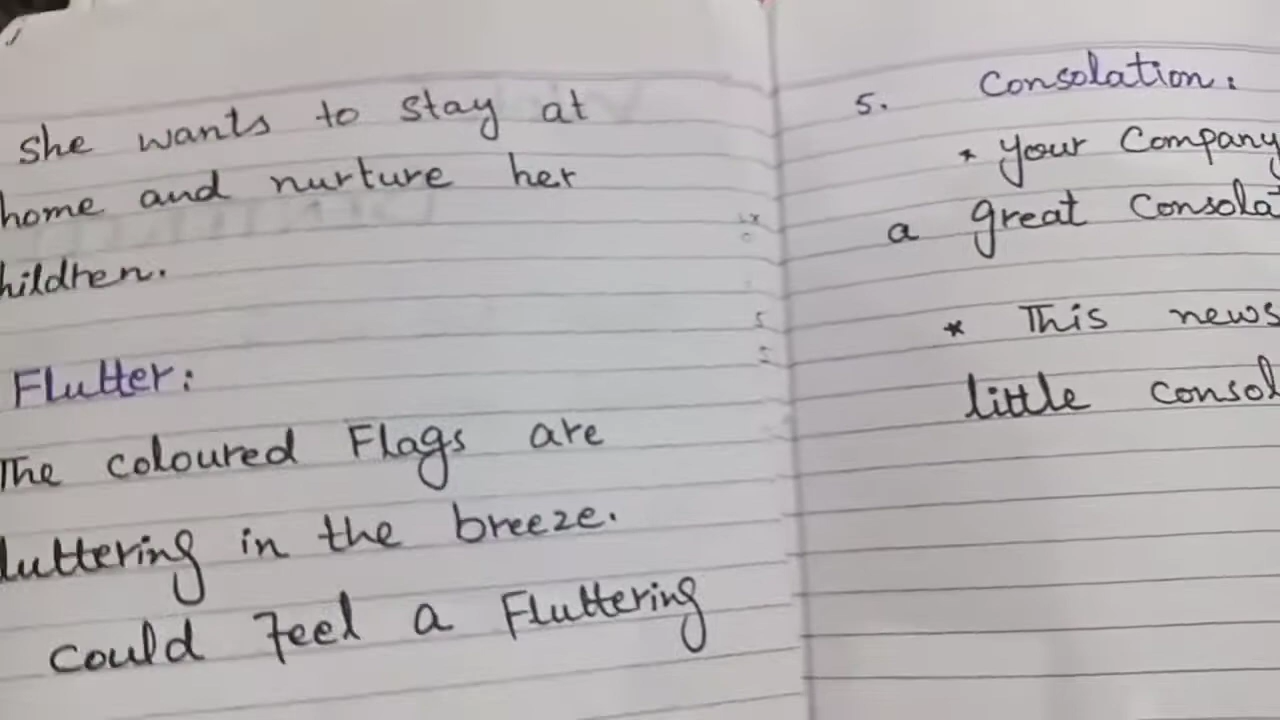 she wants to stay at
home and nurture her
hildren.
Flutter:
The coloured Flags are
luttering in the breeze.
could Feel a Fluttering
5. Consolation:
* Your Company
a great Consola
* This news
little consol